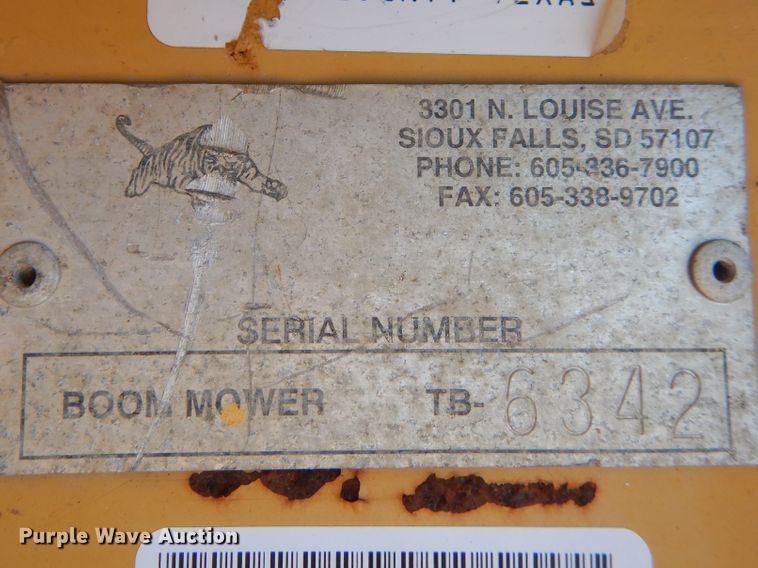 3301 N. LOUISE AVE.
SIOUX FALLS, SD 57107
PHONE: 605-336-7900
FAX: 605-338-9702
SERIAL NUMBER
BOOM MOWER TB-6342
Purple Wave Auction